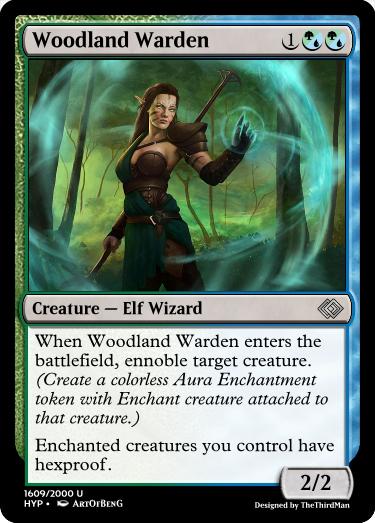 Woodland Warden 1
Creature — Elf Wizard
When Woodland Warden enters the
battlefield, ennoble target creature.
(Create a colorless Aura Enchantment
token with Enchant creature attached to
that creature.)
Enchanted creatures you control have
hexproof.
2/2
1609/2000 U
HYP • ArtOfBenG
Designed by TheThirdMan